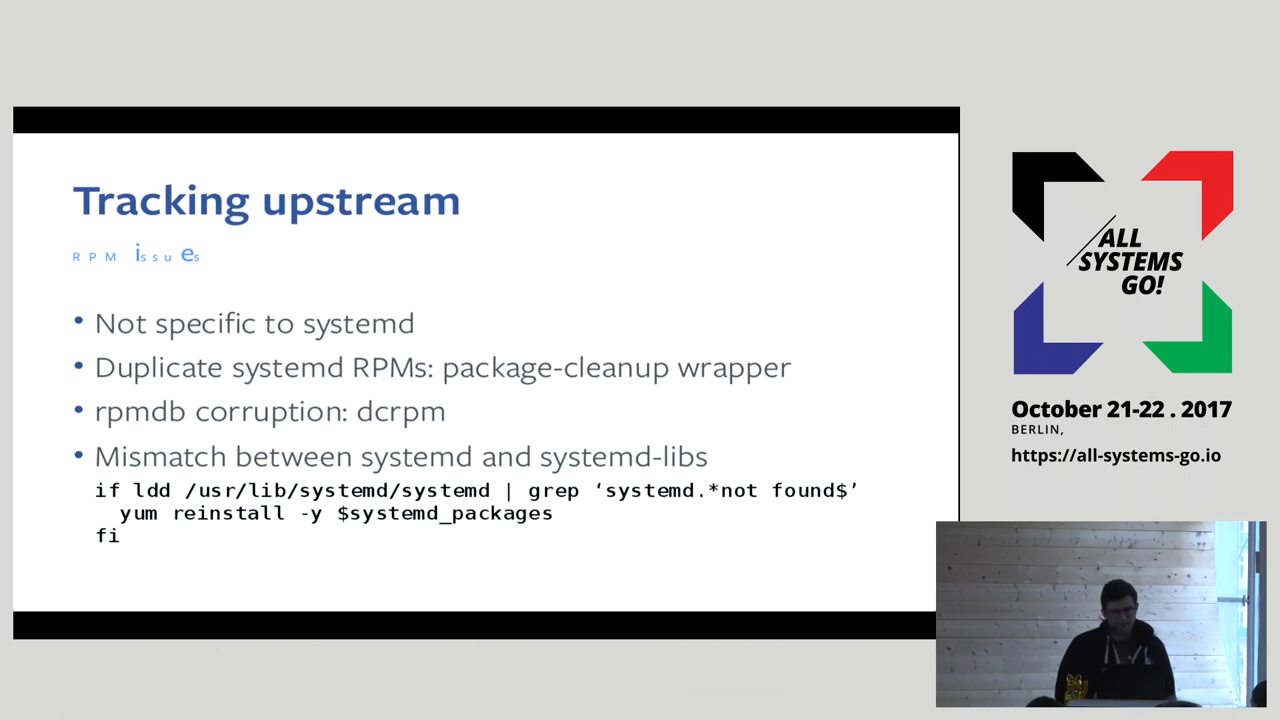 Tracking upstream
RPM issues
• Not specific to systemd
• Duplicate systemd RPMs: package-cleanup wrapper
• rpmdb corruption: dcrpm
• Mismatch between systemd and systemd-libs
if ldd /usr/lib/systemd/systemd | grep ‘systemd.*not found$’
yum reinstall -y $systemd_packages
fi
ALL
SYSTEMS
GO!
October 21-22 . 2017
BERLIN,
https://all-systems-go.io